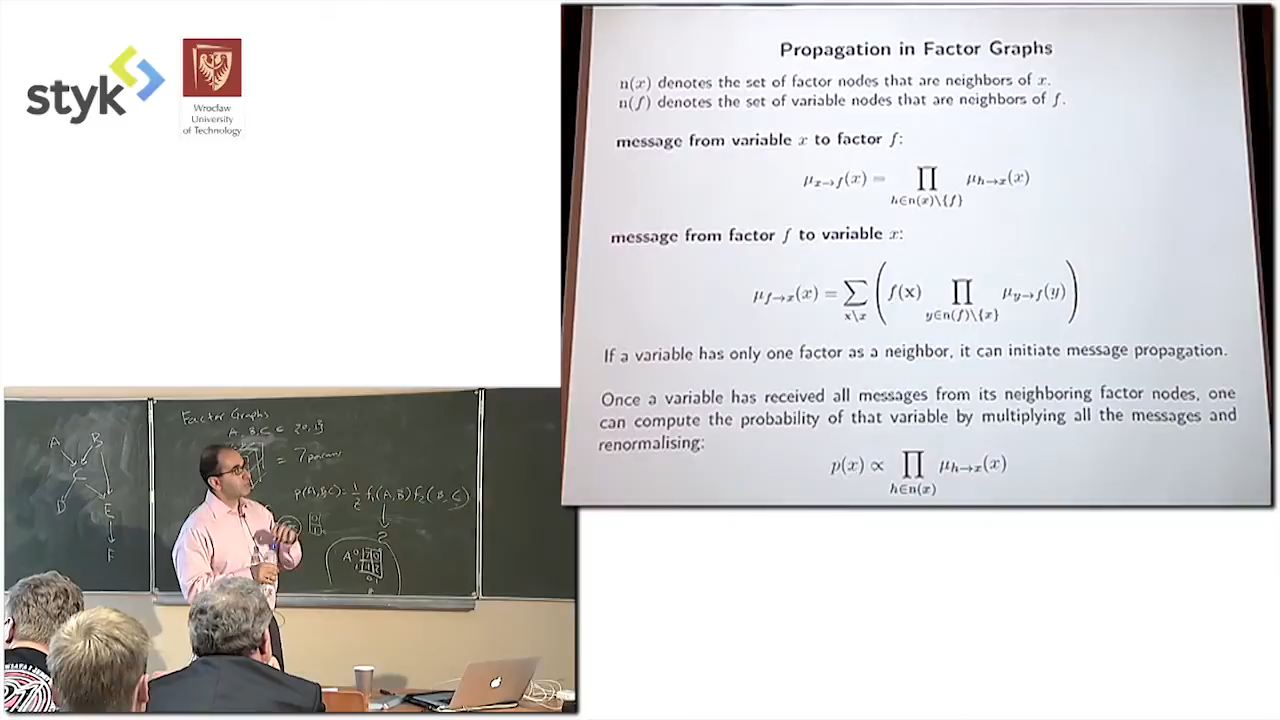 styk
Wrocław
University
of Technology
Propagation in Factor Graphs
n(x) denotes the set of factor nodes that are neighbors of x.
n(f) denotes the set of variable nodes that are neighbors of f.
message from variable x to factor f:
μx→f(x) = ∏h∈n(x)\{f} μh→x(x)
message from factor f to variable x:
μf→x(x) = ∑x\x ( f(x) ∏y∈n(f)\{x} μy→f(y) )
If a variable has only one factor as a neighbor, it can initiate message propagation.
Once a variable has received all messages from its neighboring factor nodes, one
can compute the probability of that variable by multiplying all the messages and
renormalising:
p(x) ∝ ∏h∈n(x) μh→x(x)
A B
C
D E
F
Factor Graphs
A, B, C ∈
= 7 param
p(A,B,C) = 1/Z f1(A,B) f2(B,C)